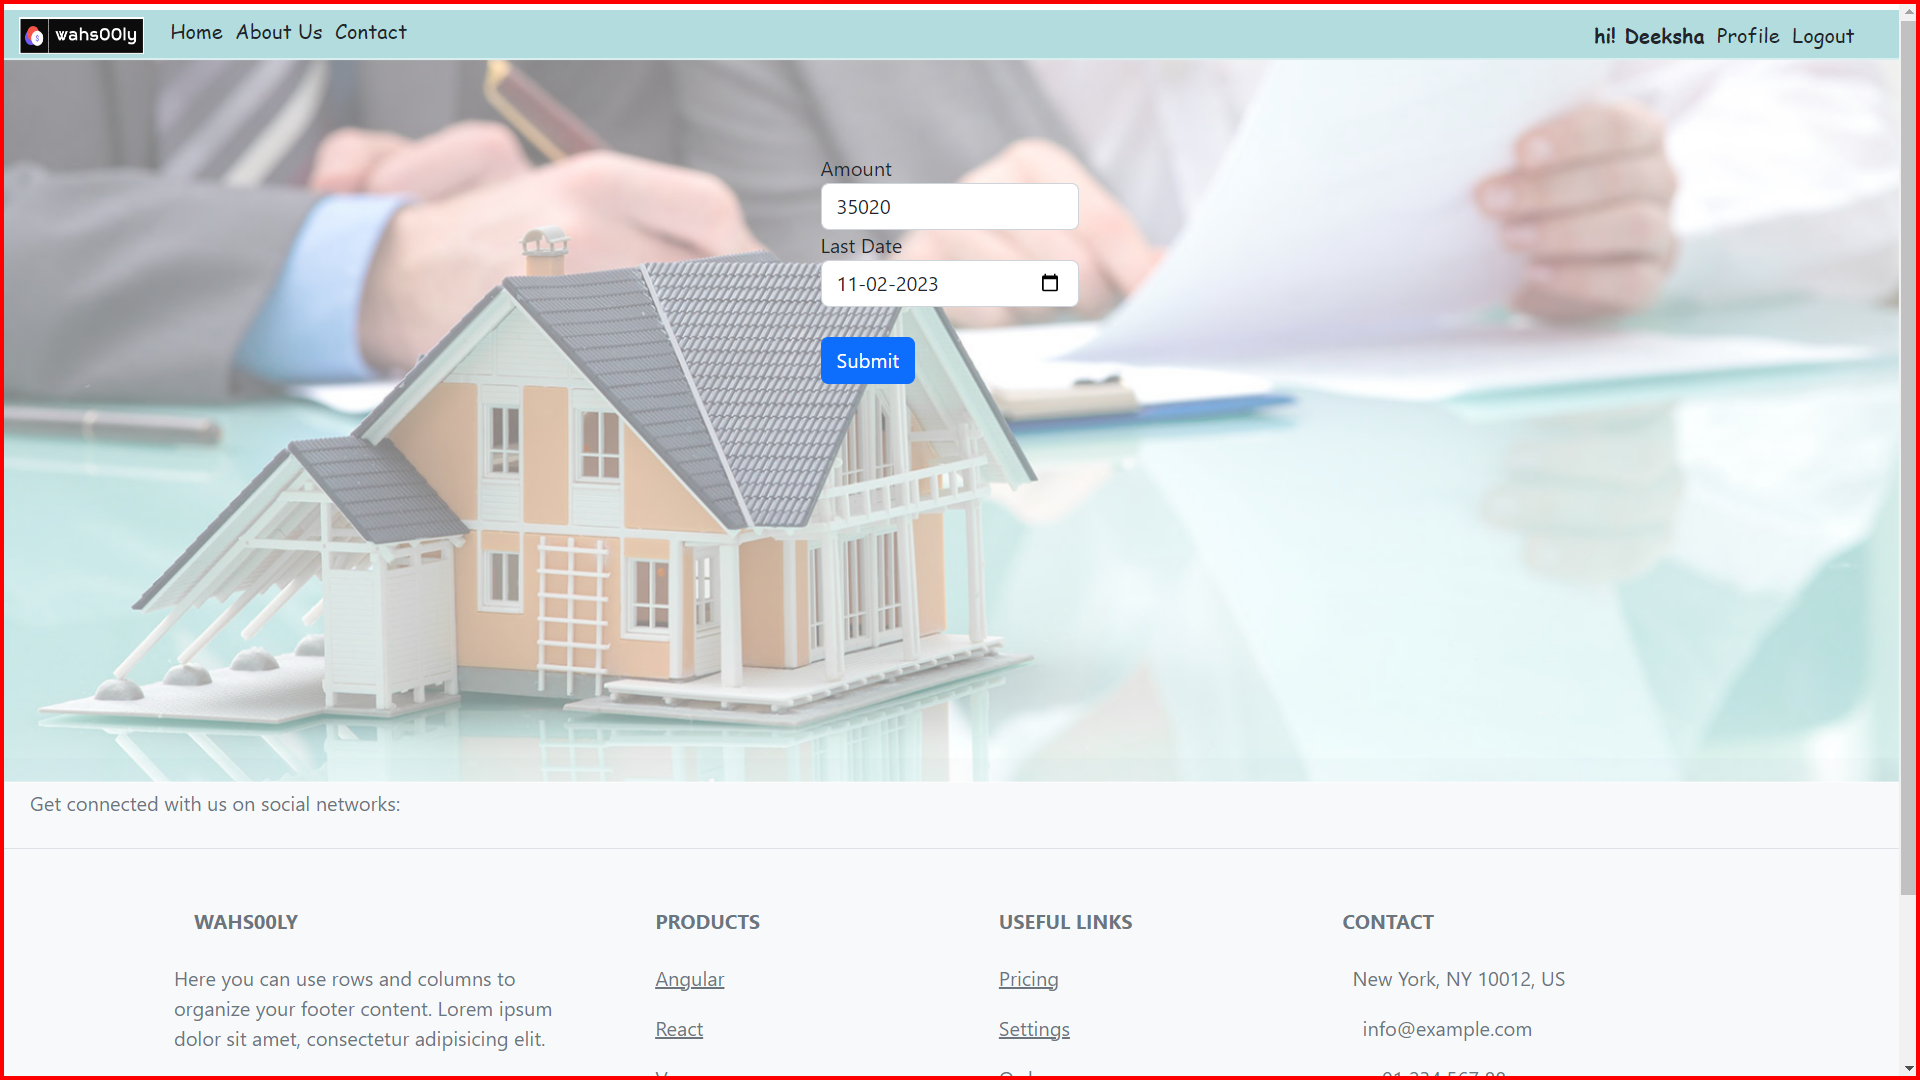 wahs00ly Home About Us Contact hi! Deeksha Profile Logout
Amount
35020
Last Date
11-02-2023
Submit
Get connected with us on social networks:
WAHS00LY
Here you can use rows and columns to
organize your footer content. Lorem ipsum
dolor sit amet, consectetur adipisicing elit.
PRODUCTS
Angular
React
USEFUL LINKS
Pricing
Settings
CONTACT
New York, NY 10012, US
info@example.com